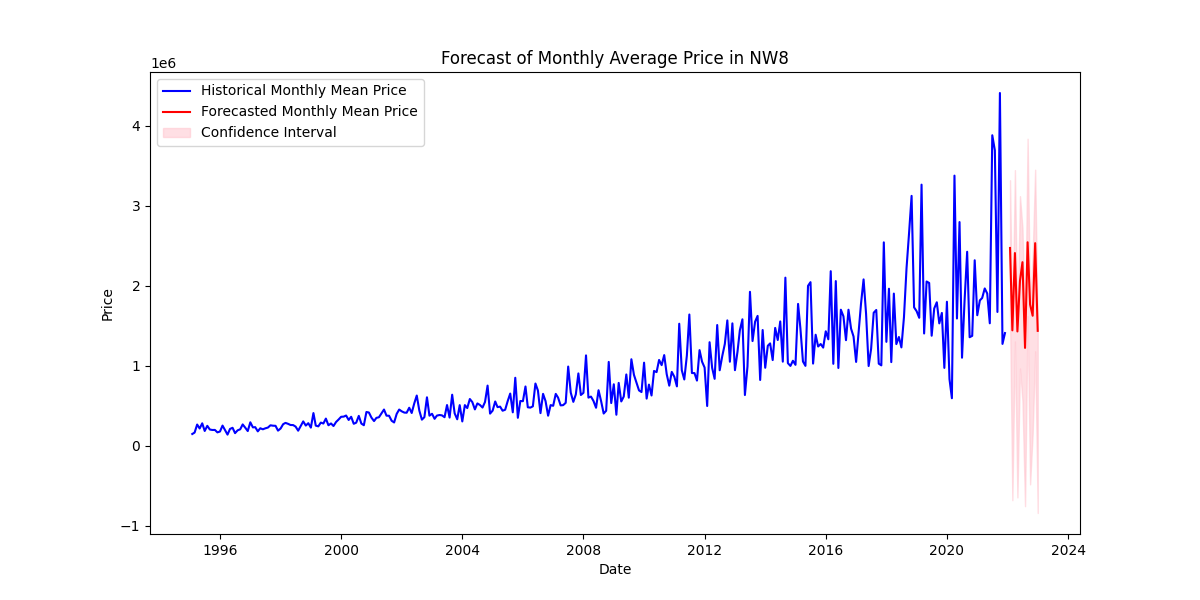 Forecast of Monthly Average Price in NW8
1e6
Historical Monthly Mean Price
Forecasted Monthly Mean Price
Confidence Interval
4
3
2
1
0
−1
Price
1996 2000 2004 2008 2012 2016 2020 2024
Date